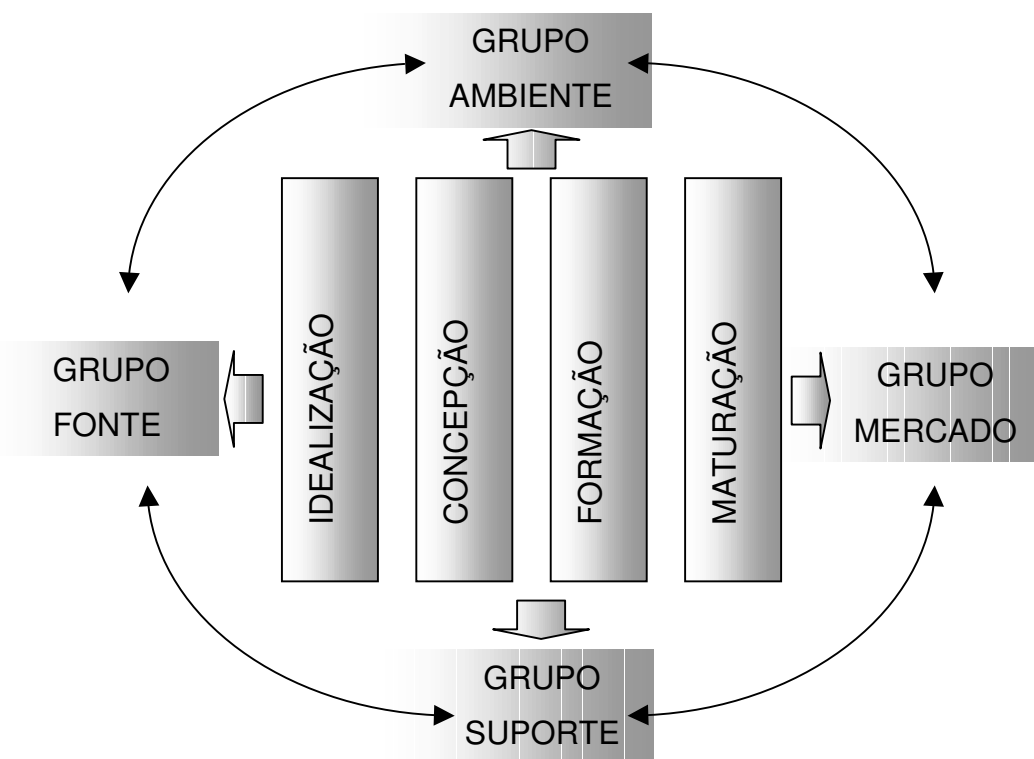 GRUPO
AMBIENTE
IDEALIZAÇÃO
CONCEPÇÃO
FORMAÇÃO
MATURAÇÃO
GRUPO
FONTE
GRUPO
MERCADO
GRUPO
SUPORTE